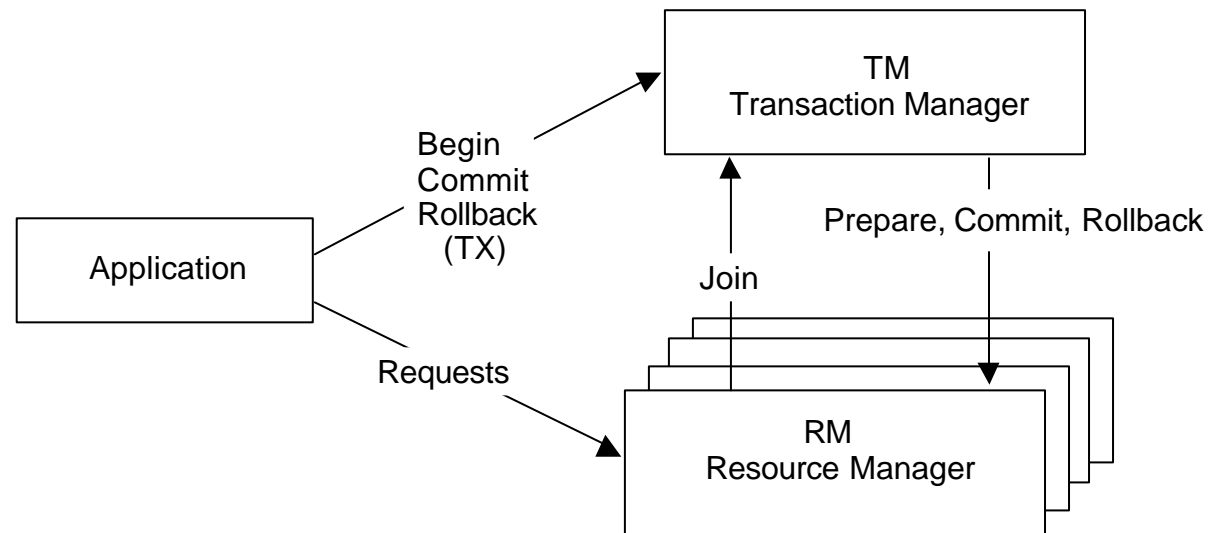 TM
Transaction Manager
Begin
Commit
Rollback
(TX)
Prepare, Commit, Rollback
Application
Join
Requests
RM
Resource Manager